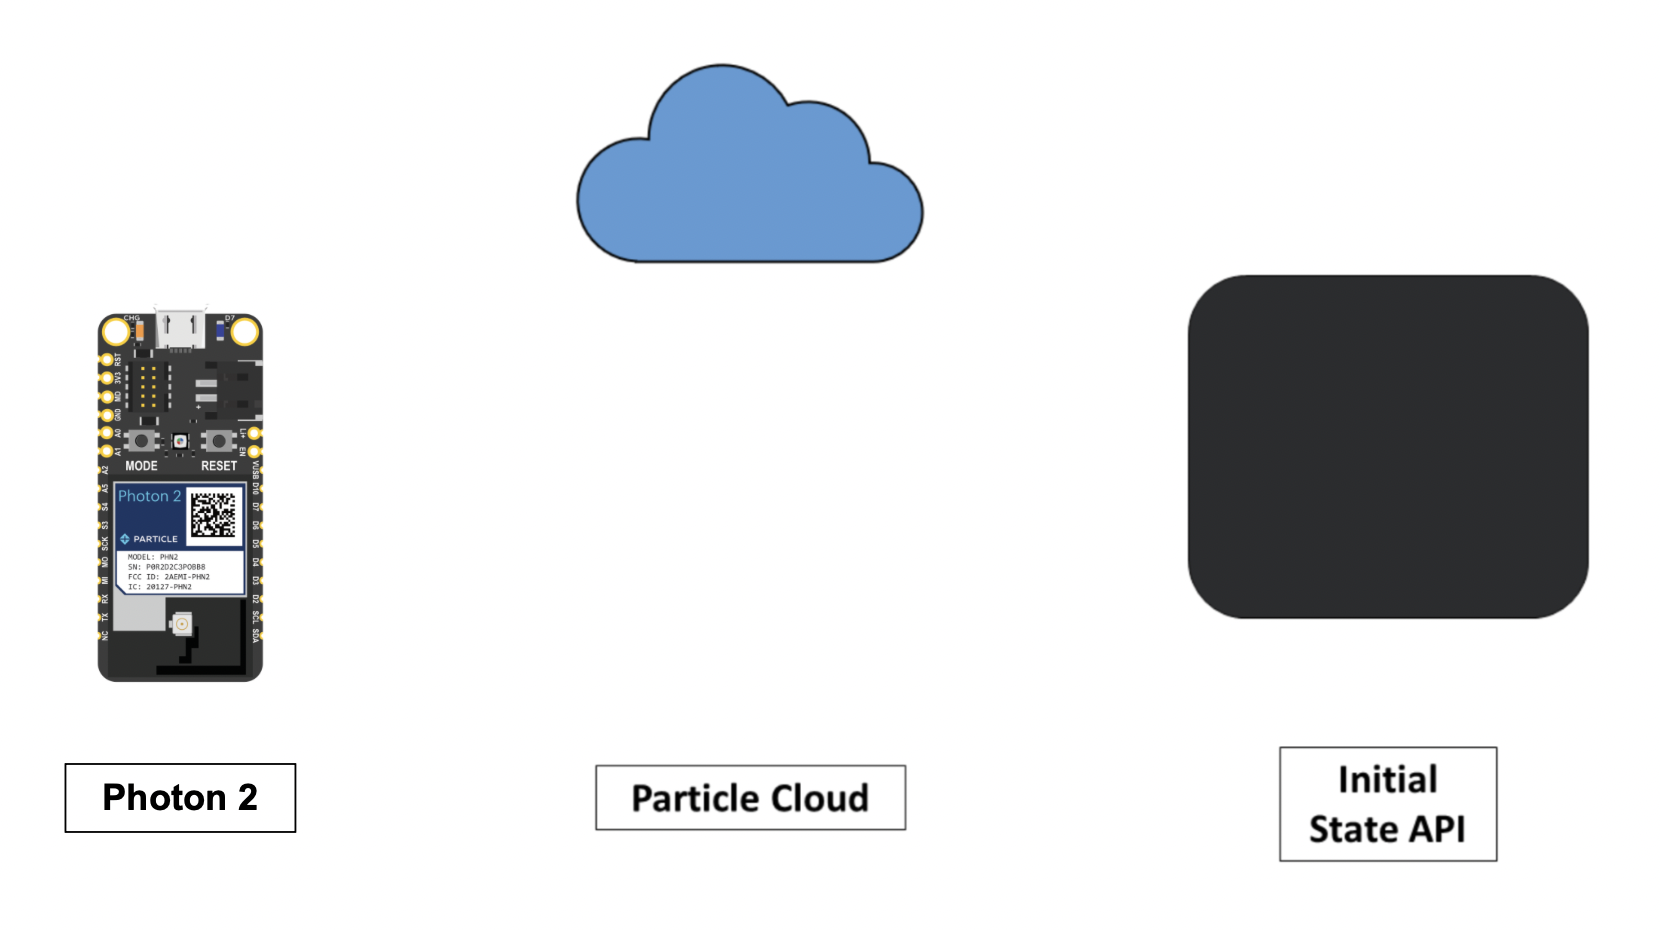 CHG
D7
RST
3V3
MD
GND
A0
A1
A2
A5
S4
S3
SCK
MO
MI
RX
TX
NC
Li+
EN
VUSB
D10
D7
D6
D5
D4
D3
D2
SCL
SDA
+
MODE
RESET
Photon 2
PARTICLE
MODEL: PHN2
SN: P0R2D2C3POBB8
FCC ID: 2AEMI-PHN2
IC: 20127-PHN2
Photon 2
Particle Cloud
Initial
State API